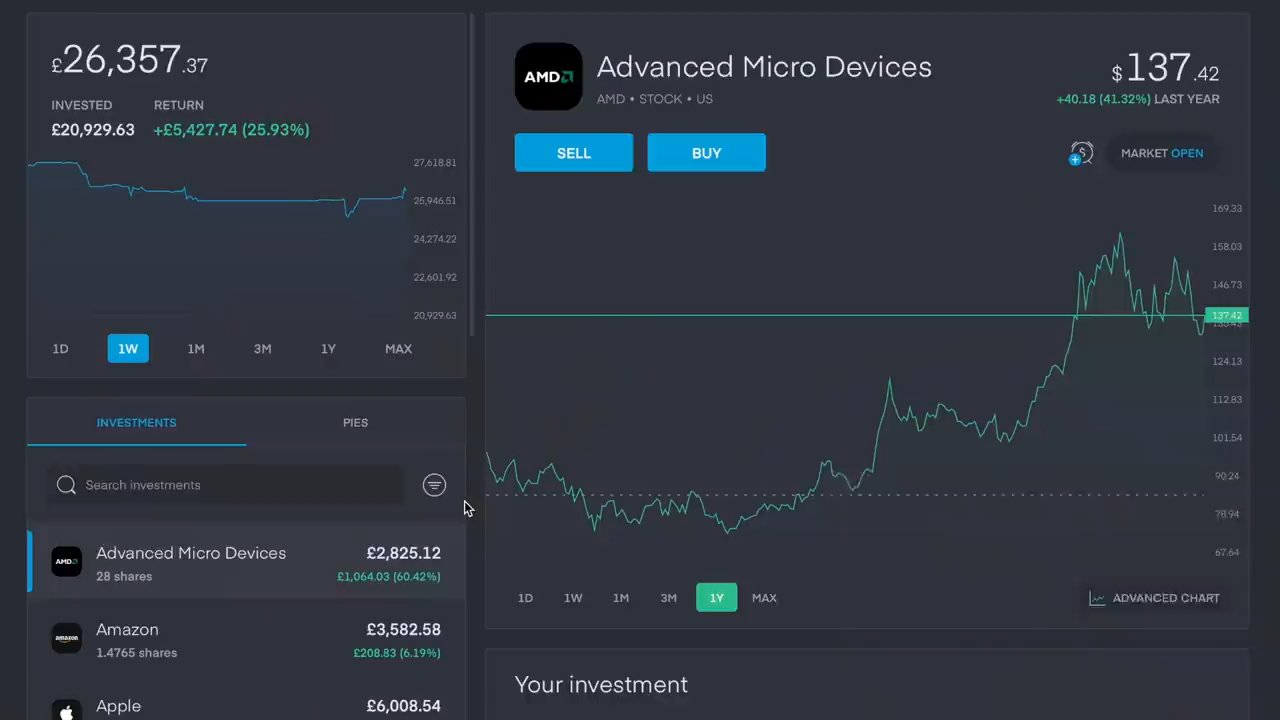 £26,357.37
INVESTED RETURN
£20,929.63 +£5,427.74 (25.93%)
27,618.81
25,946.51
24,274.22
22,601.92
20,929.63
1D 1W 1M 3M 1Y MAX
INVESTMENTS PIES
Search investments
AMD
Advanced Micro Devices £2,825.12
28 shares £1,064.03 (60.42%)
amazon
Amazon £3,582.58
1.4765 shares £208.83 (6.19%)
Apple £6,008.54
AMD
Advanced Micro Devices
AMD • STOCK • US
$137.42
+40.18 (41.32%) LAST YEAR
SELL BUY
MARKET OPEN
169.33
158.03
146.73
137.42
135.43
124.13
112.83
101.54
90.24
78.94
67.64
1D 1W 1M 3M 1Y MAX
ADVANCED CHART
Your investment